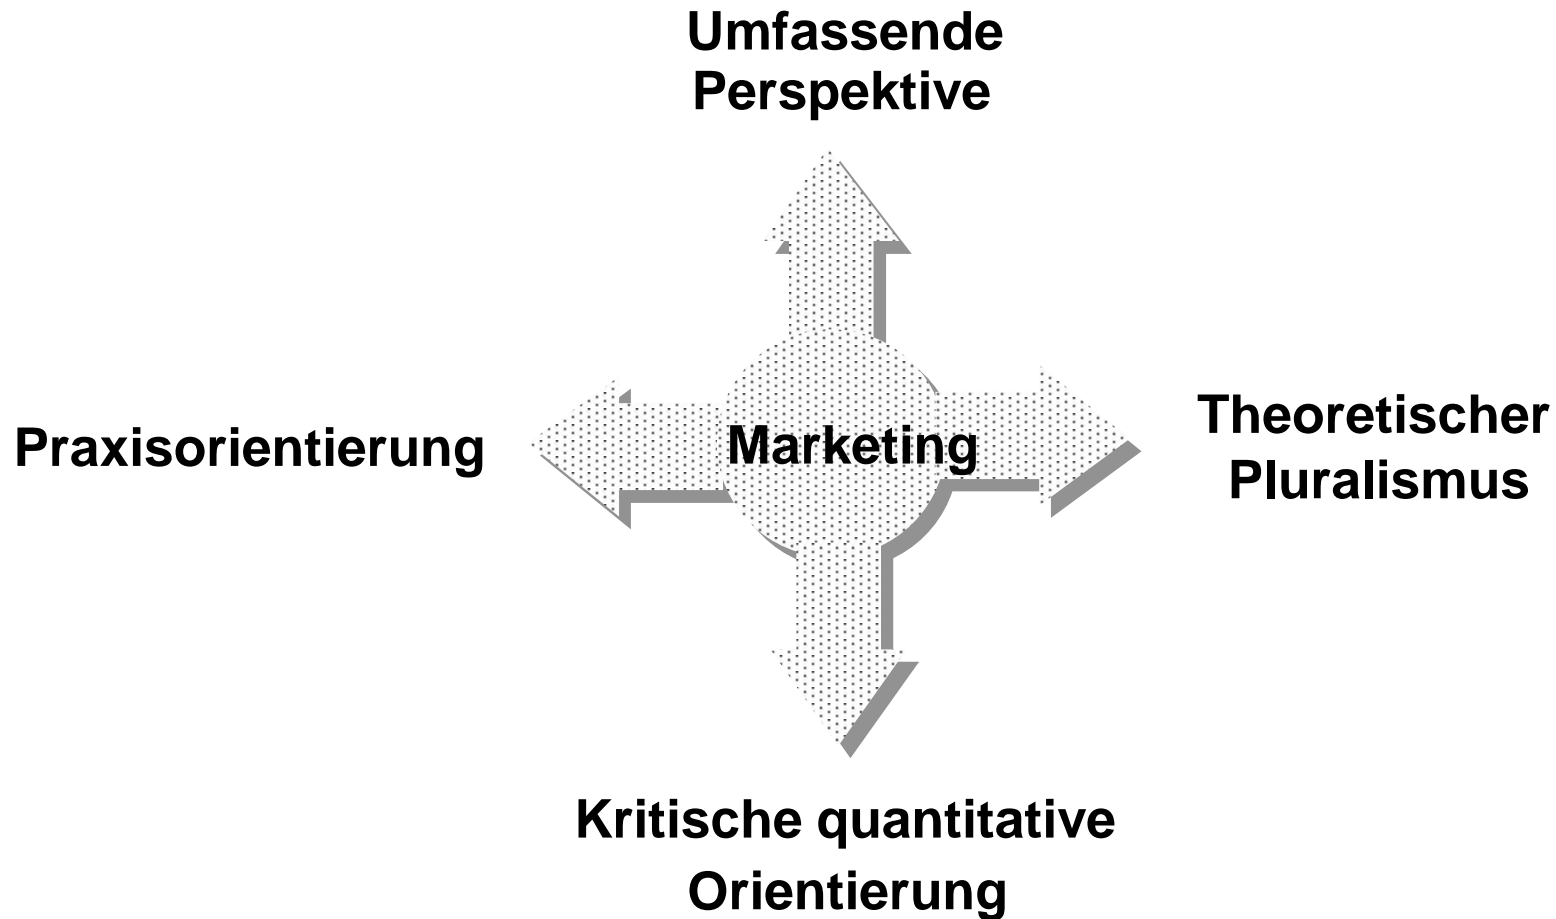 Umfassende
Perspektive
Praxisorientierung
Marketing
Theoretischer
Pluralismus
Kritische quantitative
Orientierung